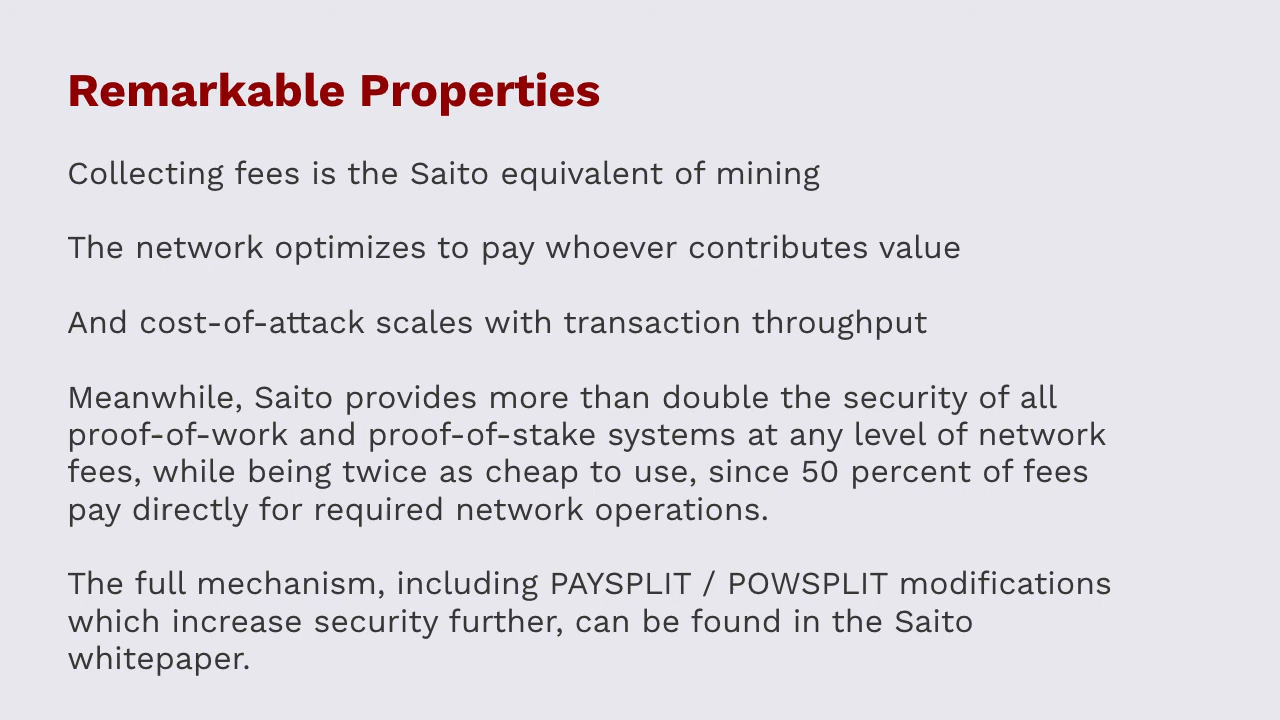 Remarkable Properties
Collecting fees is the Saito equivalent of mining
The network optimizes to pay whoever contributes value
And cost-of-attack scales with transaction throughput
Meanwhile, Saito provides more than double the security of all
proof-of-work and proof-of-stake systems at any level of network
fees, while being twice as cheap to use, since 50 percent of fees
pay directly for required network operations.
The full mechanism, including PAYSPLIT / POWSPLIT modifications
which increase security further, can be found in the Saito
whitepaper.